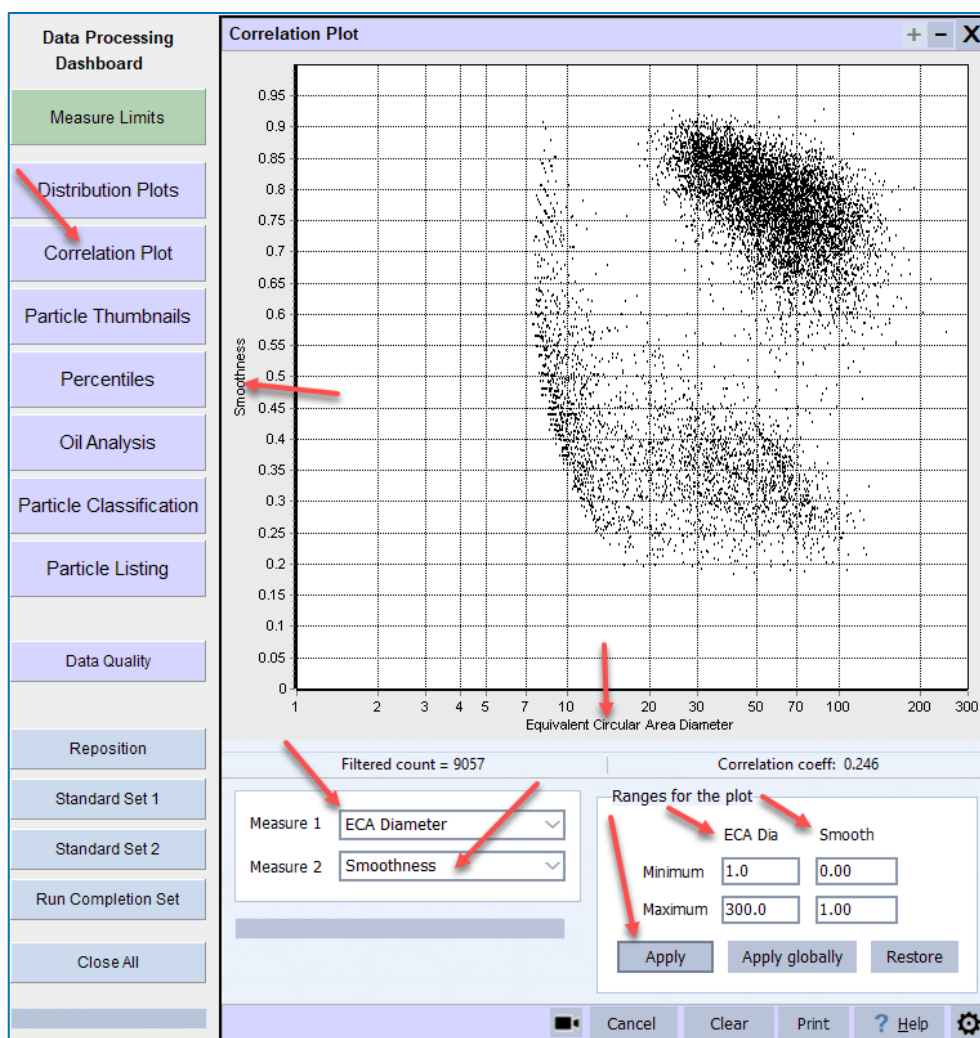 Data Processing
Dashboard
Measure Limits
Distribution Plots
Correlation Plot
Particle Thumbnails
Percentiles
Oil Analysis
Particle Classification
Particle Listing
Data Quality
Reposition
Standard Set 1
Standard Set 2
Run Completion Set
Close All
Correlation Plot
+ − X
0.95
0.9
0.85
0.8
0.75
0.7
0.65
0.6
0.55
0.5
0.45
0.4
0.35
0.3
0.25
0.2
0.15
0.1
0.05
0
Smoothness
1 2 3 4 5 7 10 20 30 50 70 100 200 300
Equivalent Circular Area Diameter
Filtered count = 9057 Correlation coeff: 0.246
Measure 1 ECA Diameter
Measure 2 Smoothness
Ranges for the plot
ECA Dia Smooth
Minimum 1.0 0.00
Maximum 300.0 1.00
Apply Apply globally Restore
Cancel Clear Print ? Help